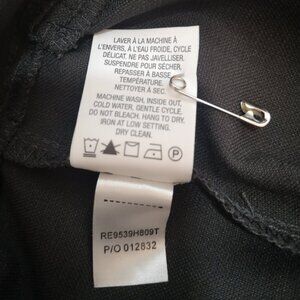 LAVER À LA MACHINE À
L'ENVERS, À L'EAU FROIDE, CYCLE
DÉLICAT. NE PAS JAVELLISER.
SUSPENDRE POUR SÉCHER,
REPASSER À BASSE
TEMPÉRATURE.
NETTOYER À SEC.
MACHINE WASH, INSIDE OUT,
COLD WATER, GENTLE CYCLE.
DO NOT BLEACH. HANG TO DRY.
IRON AT LOW SETTING.
DRY CLEAN.
P
RE9539H809T
P/O 012832